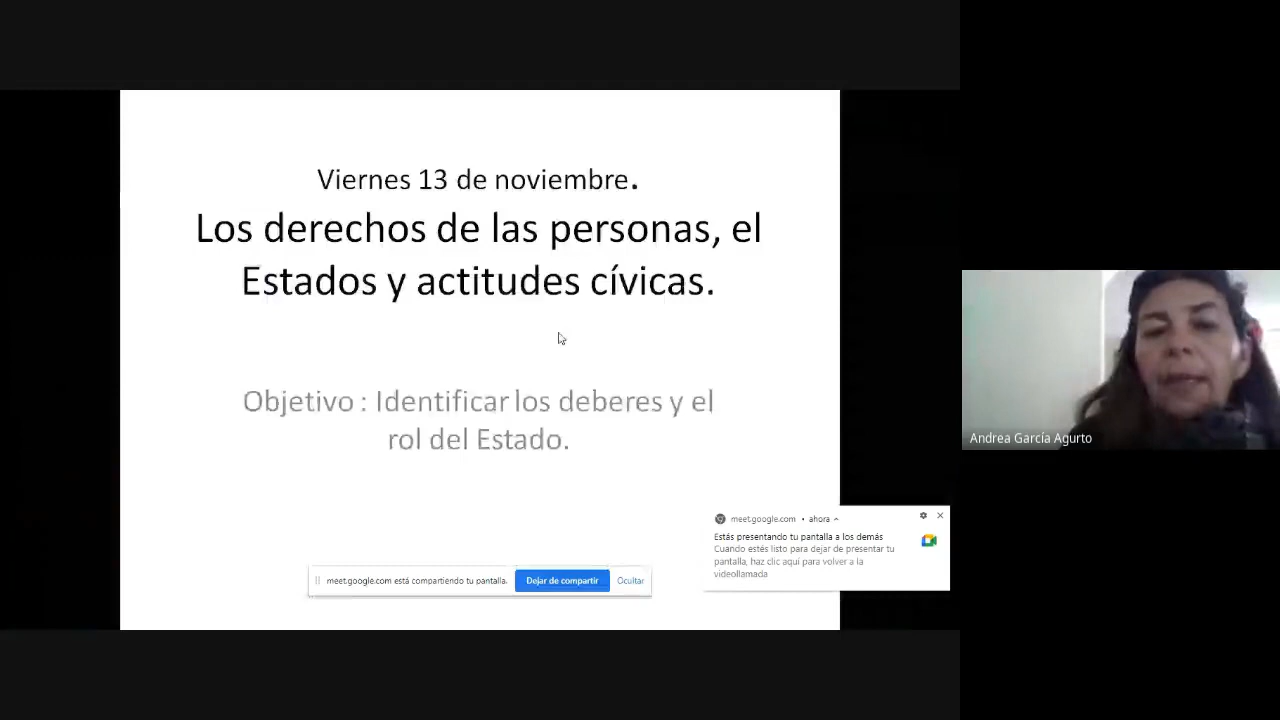 Viernes 13 de noviembre.
Los derechos de las personas, el
Estados y actitudes cívicas.
Objetivo : Identificar los deberes y el
rol del Estado.
meet.google.com • ahora
Estás presentando tu pantalla a los demás
Cuando estés listo para dejar de presentar tu
pantalla, haz clic aquí para volver a la
videollamada
meet.google.com está compartiendo tu pantalla.
Dejar de compartir
Ocultar
Andrea García Agurto